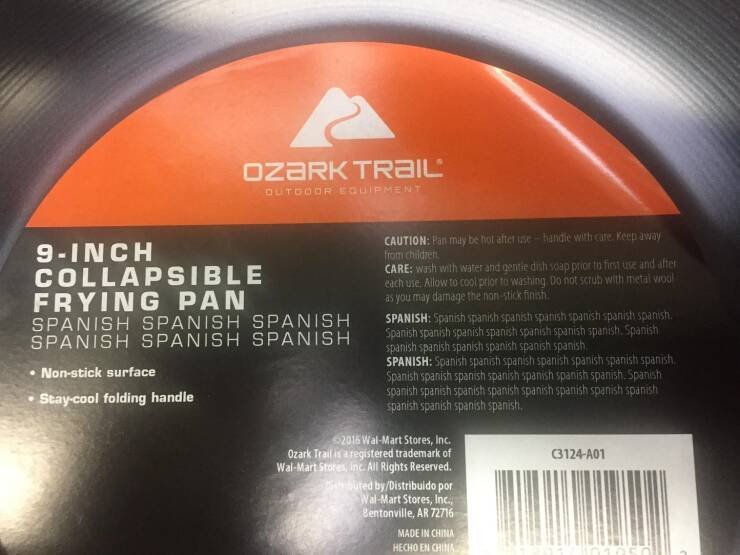 OZARK TRAIL®
OUTDOOR EQUIPMENT
9-INCH
COLLAPSIBLE
FRYING PAN
SPANISH SPANISH SPANISH
SPANISH SPANISH SPANISH
• Non-stick surface
• Stay-cool folding handle
CAUTION: Pan may be hot after use – handle with care. Keep away
from children.
CARE: wash with water and gentle dish soap prior to first use and after
each use. Allow to cool prior to washing. Do not scrub with metal wool
as you may damage the non-stick finish.
SPANISH: Spanish spanish spanish spanish spanish spanish spanish.
Spanish spanish spanish spanish spanish spanish spanish. Spanish
spanish spanish spanish spanish spanish spanish.
SPANISH: Spanish spanish spanish spanish spanish spanish spanish.
Spanish spanish spanish spanish spanish spanish spanish. Spanish
spanish spanish spanish spanish spanish spanish spanish spanish
spanish spanish spanish spanish.
©2016 Wal-Mart Stores, Inc.
Ozark Trail is a registered trademark of
Wal-Mart Stores, Inc. All Rights Reserved.
Distributed by/Distribuido por
Wal-Mart Stores, Inc.,
Bentonville, AR 72716
MADE IN CHINA
HECHO EN CHINA
C3124-A01